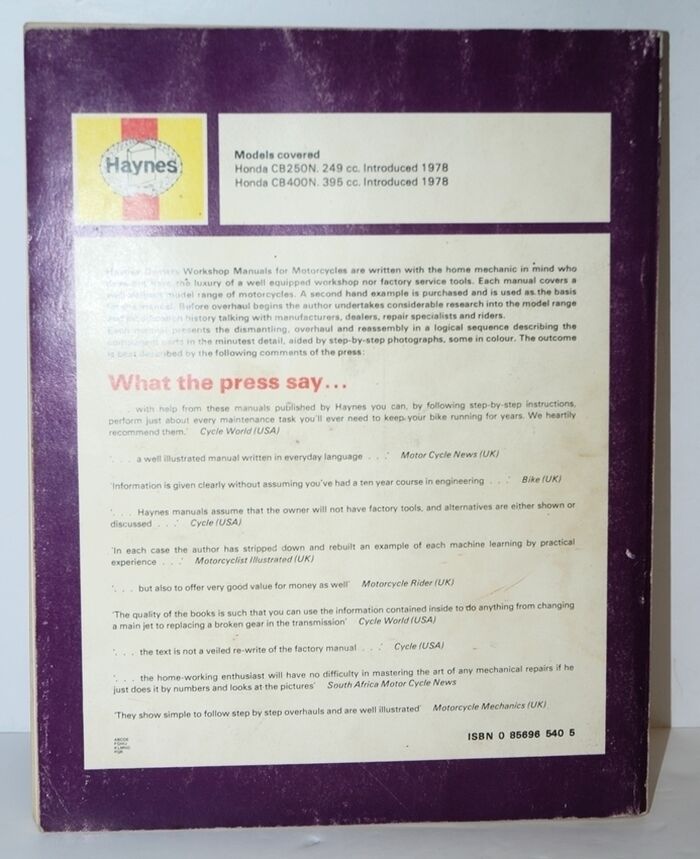 Haynes
Models covered
Honda CB250N. 249 cc. Introduced 1978
Honda CB400N. 395 cc. Introduced 1978
Workshop Manuals for Motorcycles are written with the home mechanic in mind who
the luxury of a well equipped workshop nor factory service tools. Each manual covers a
model range of motorcycles. A second hand example is purchased and is used as the basis
Before overhaul begins the author undertakes considerable research into the model range
history talking with manufacturers, dealers, repair specialists and riders.
presents the dismantling, overhaul and reassembly in a logical sequence describing the
in the minutest detail, aided by step-by-step photographs, some in colour. The outcome
by the following comments of the press:
What the press say...
. . with help from these manuals published by Haynes you can, by following step-by-step instructions,
perform just about every maintenance task you'll ever need to keep your bike running for years. We heartily
recommend them.' Cycle World (USA)
'. . . a well illustrated manual written in everyday language . . .' Motor Cycle News (UK)
'Information is given clearly without assuming you've had a ten year course in engineering . . .' Bike (UK)
'. . . Haynes manuals assume that the owner will not have factory tools, and alternatives are either shown or
discussed . . .' Cycle (USA)
'In each case the author has stripped down and rebuilt an example of each machine learning by practical
experience . . .' Motorcyclist Illustrated (UK)
'. . . but also to offer very good value for money as well' Motorcycle Rider (UK)
'The quality of the books is such that you can use the information contained inside to do anything from changing
a main jet to replacing a broken gear in the transmission' Cycle World (USA)
'. . . the text is not a veiled re-write of the factory manual . . .' Cycle (USA)
'. . . the home-working enthusiast will have no difficulty in mastering the art of any mechanical repairs if he
just does it by numbers and looks at the pictures' South Africa Motor Cycle News
'They show simple to follow step by step overhauls and are well illustrated' Motorcycle Mechanics (UK)
ABCDE
FGHIJ
KLMNO
PQR
ISBN 0 85696 540 5